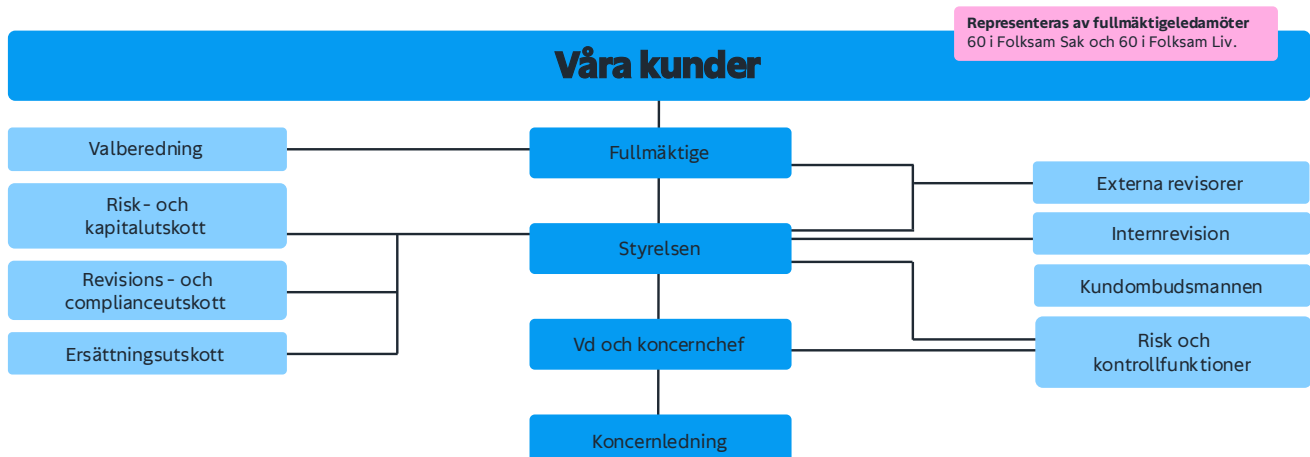 Representeras av fullmäktigeledamöter
60 i Folksam Sak och 60 i Folksam Liv.
Våra kunder
Valberedning
Fullmäktige
Externa revisorer
Risk- och
kapitalutskott
Internrevision
Styrelsen
Revisions- och
complianceutskott
Kundombudsmannen
Ersättningsutskott
Vd och koncernchef
Risk och
kontrollfunktioner
Koncernledning